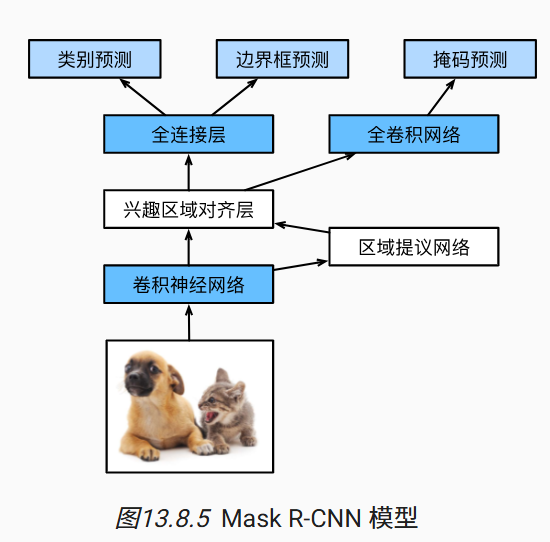 类别预测
边界框预测
掩码预测
全连接层
全卷积网络
兴趣区域对齐层
区域提议网络
卷积神经网络
图13.8.5 Mask R-CNN 模型